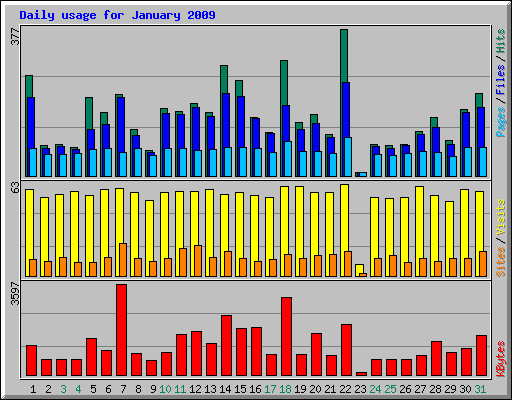 Daily usage for January 2009
377
Pages / Files / Hits
63
Sites / Visits
3597
KBytes
1 2 3 4 5 6 7 8 9 10 11 12 13 14 15 16 17 18 19 20 21 22 23 24 25 26 27 28 29 30 31